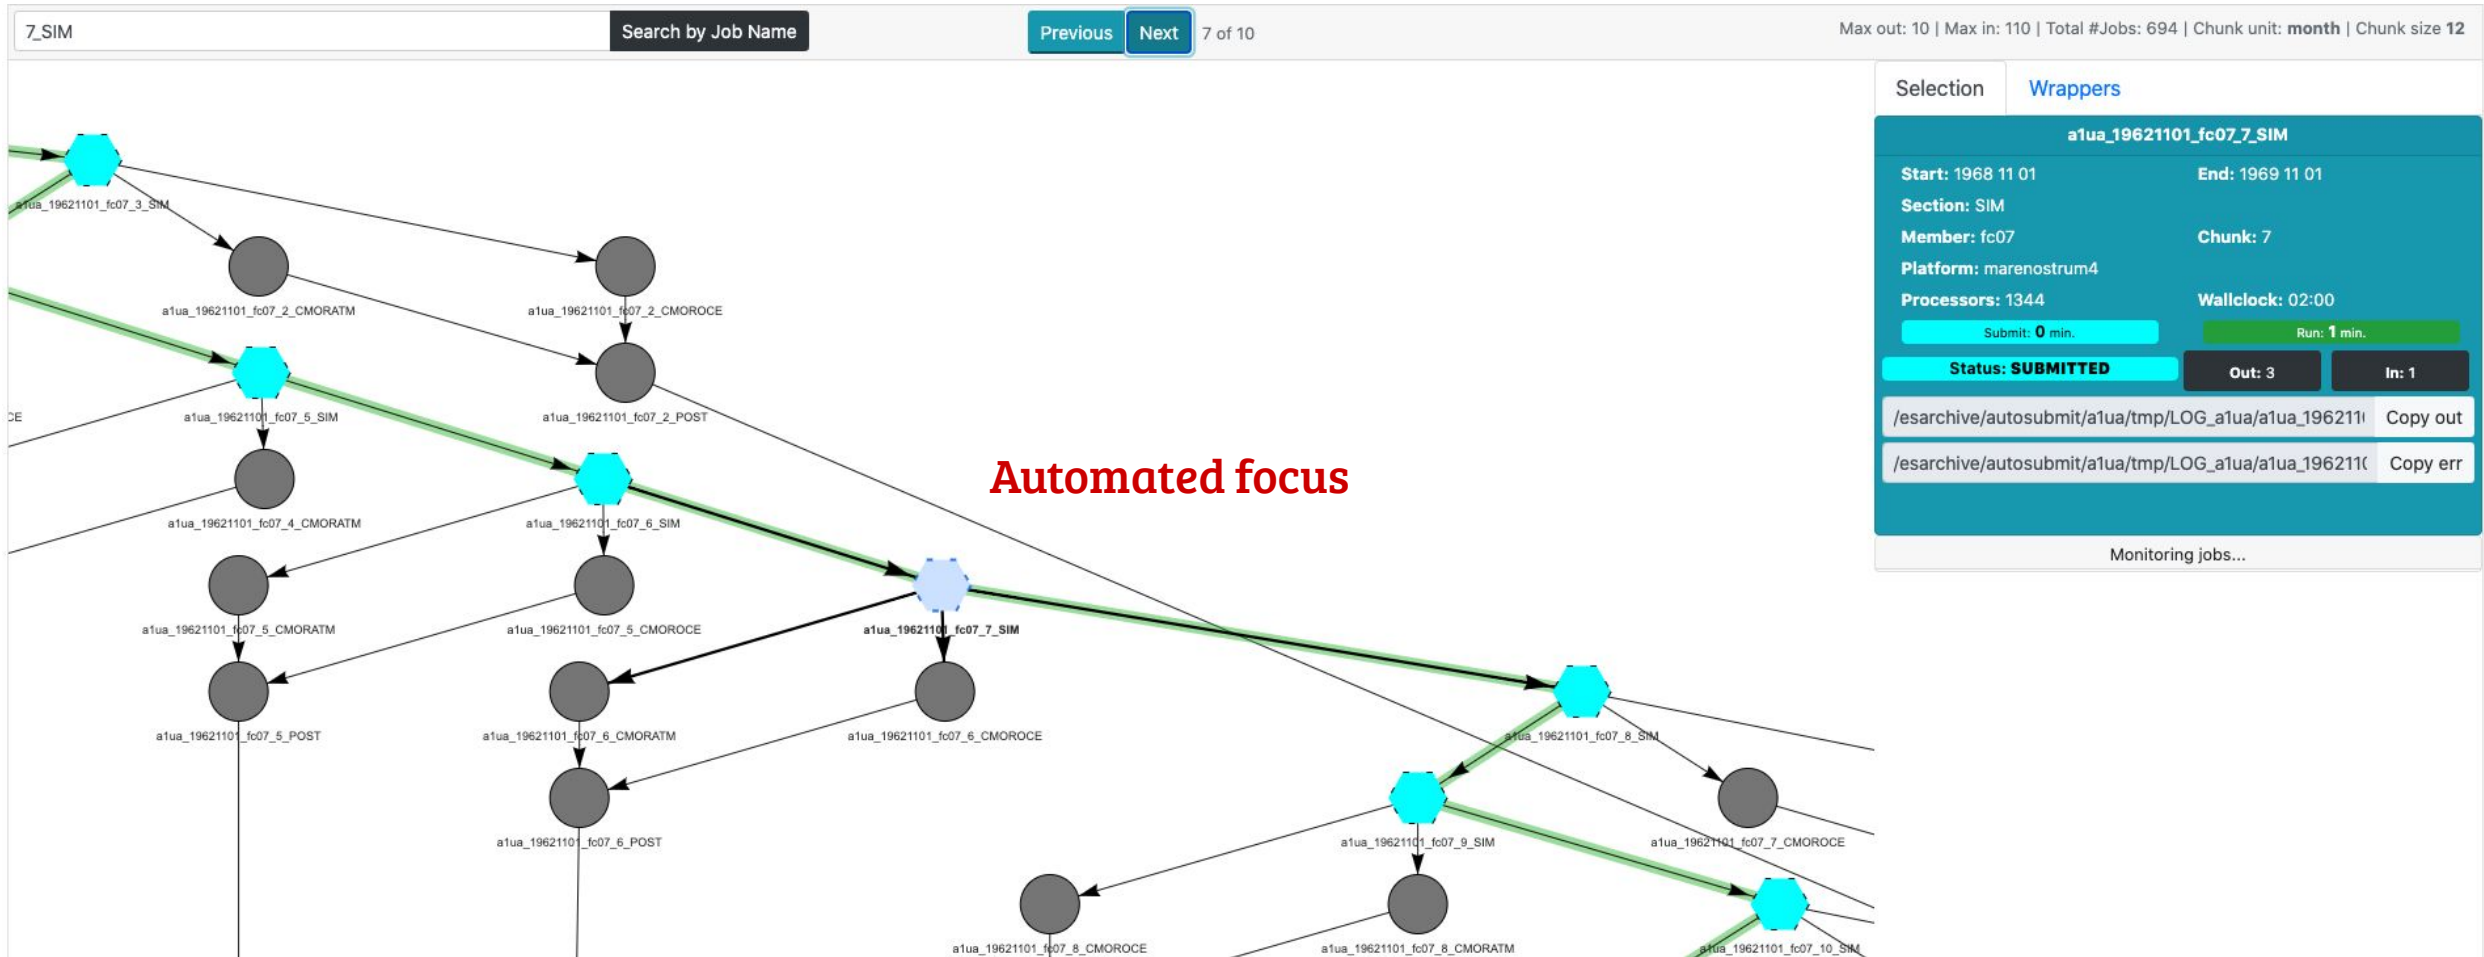 7_SIM
Search by Job Name
Previous
Next
7 of 10
Max out: 10 | Max in: 110 | Total #Jobs: 694 | Chunk unit: month | Chunk size 12
Selection
Wrappers
a1ua_19621101_fc07_7_SIM
Start: 1968 11 01
End: 1969 11 01
Section: SIM
Member: fc07
Chunk: 7
Platform: marenostrum4
Processors: 1344
Wallclock: 02:00
Submit: 0 min.
Run: 1 min.
Status: SUBMITTED
Out: 3
In: 1
/esarchive/autosubmit/a1ua/tmp/LOG_a1ua/a1ua_196211
Copy out
/esarchive/autosubmit/a1ua/tmp/LOG_a1ua/a1ua_196211
Copy err
Monitoring jobs...
a1ua_19621101_fc07_3_SIM
a1ua_19621101_fc07_2_CMORATM
a1ua_19621101_fc07_2_CMOROCE
CE
a1ua_19621101_fc07_5_SIM
a1ua_19621101_fc07_2_POST
Automated focus
a1ua_19621101_fc07_4_CMORATM
a1ua_19621101_fc07_6_SIM
a1ua_19621101_fc07_5_CMORATM
a1ua_19621101_fc07_5_CMOROCE
a1ua_19621101_fc07_7_SIM
a1ua_19621101_fc07_5_POST
a1ua_19621101_fc07_6_CMORATM
a1ua_19621101_fc07_6_CMOROCE
a1ua_19621101_fc07_8_SIM
a1ua_19621101_fc07_6_POST
a1ua_19621101_fc07_9_SIM
a1ua_19621101_fc07_7_CMOROCE
a1ua_19621101_fc07_8_CMOROCE
a1ua_19621101_fc07_8_CMORATM
a1ua_19621101_fc07_10_SIM